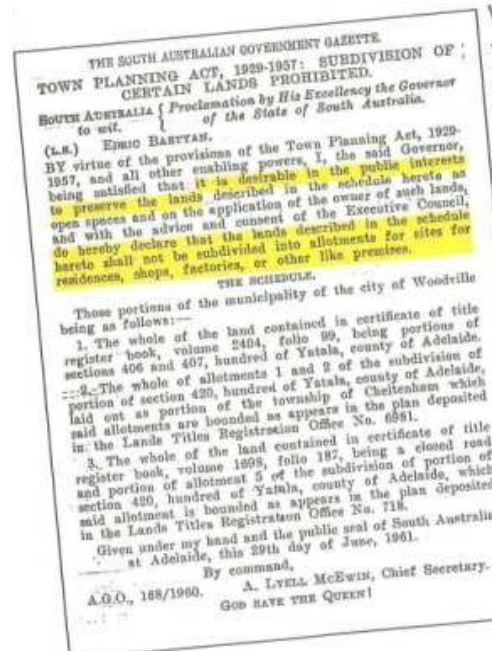 THE SOUTH AUSTRALIAN GOVERNMENT GAZETTE.
TOWN PLANNING ACT, 1929-1957: SUBDIVISION OF
CERTAIN LANDS PROHIBITED.
SOUTH AUSTRALIA { Proclamation by His Excellency the Governor
to wit. { of the State of South Australia.
(L.S.) EDRIC BASTYAN.
BY virtue of the provisions of the Town Planning Act, 1929-
1957, and all other enabling powers, I, the said Governor,
being satisfied that it is desirable in the public interests
to preserve the lands described in the schedule hereto as
open spaces and on the application of the owner of such lands,
and with the advice and consent of the Executive Council,
do hereby declare that the lands described in the schedule
hereto shall not be subdivided into allotments for sites for
residences, shops, factories, or other like premises.
THE SCHEDULE.
Those portions of the municipality of the city of Woodville
being as follows:—
1. The whole of the land contained in certificate of title
register book, volume 2404, folio 99, being portions of
sections 406 and 407, hundred of Yatala, county of Adelaide.
2. The whole of allotments 1 and 2 of the subdivision of
portion of section 420, hundred of Yatala, county of Adelaide,
laid out as portion of the township of Cheltenham which
said allotments are bounded as appears in the plan deposited
in the Lands Titles Registration Office No. 6981.
3. The whole of the land contained in certificate of title
register book, volume 1698, folio 187, being a closed road
and portion of allotment 5 of the subdivision of portion of
section 420, hundred of Yatala, county of Adelaide, which
said allotment is bounded as appears in the plan deposited
in the Lands Titles Registration Office No. 718.
Given under my hand and the public seal of South Australia
at Adelaide, this 29th day of June, 1961.
By command,
A. LYELL MCEWIN, Chief Secretary.
A.G.O., 168/1960.
GOD SAVE THE QUEEN!